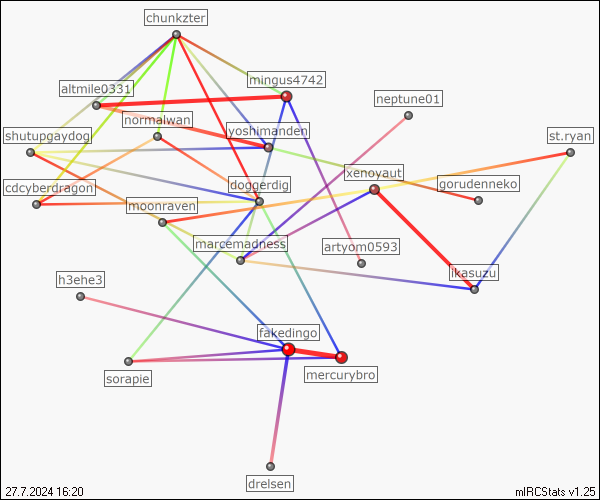 chunkzter
mingus4742
altmile0331
neptune01
normalwan
yoshimanden
shutupgaydog
st.ryan
xenoyaut
cdcyberdragon
doggerdig
gorudenneko
moonraven
marcemadness
artyom0593
h3ehe3
ikasuzu
fakedingo
sorapie
mercurybro
drelsen
27.7.2024 16:20
mIRCStats v1.25